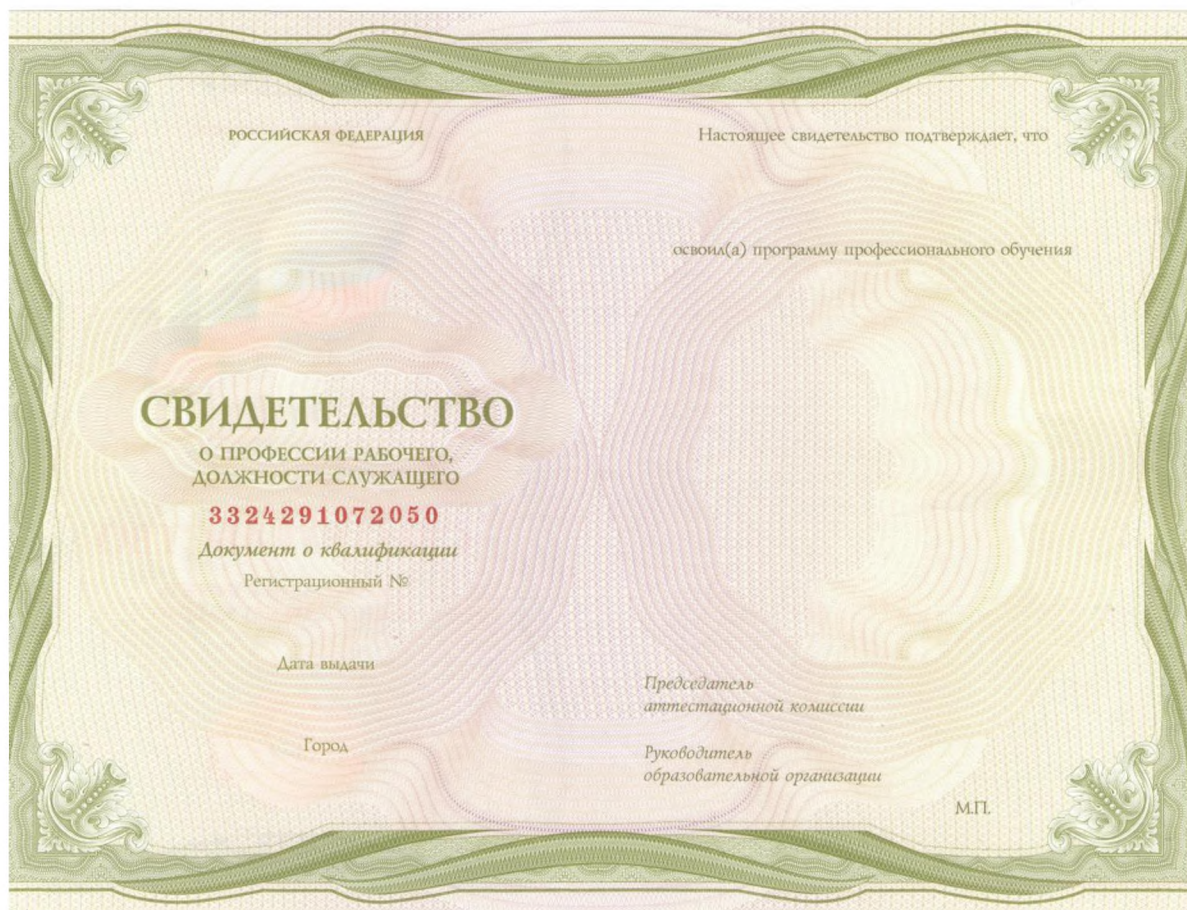 РОССИЙСКАЯ ФЕДЕРАЦИЯ
СВИДЕТЕЛЬСТВО
О ПРОФЕССИИ РАБОЧЕГО,
ДОЛЖНОСТИ СЛУЖАЩЕГО
3324291072050
Документ о квалификации
Регистрационный №
Дата выдачи
Город
Настоящее свидетельство подтверждает, что
освоил(а) программу профессионального обучения
Председатель
аттестационной комиссии
Руководитель
образовательной организации
М.П.